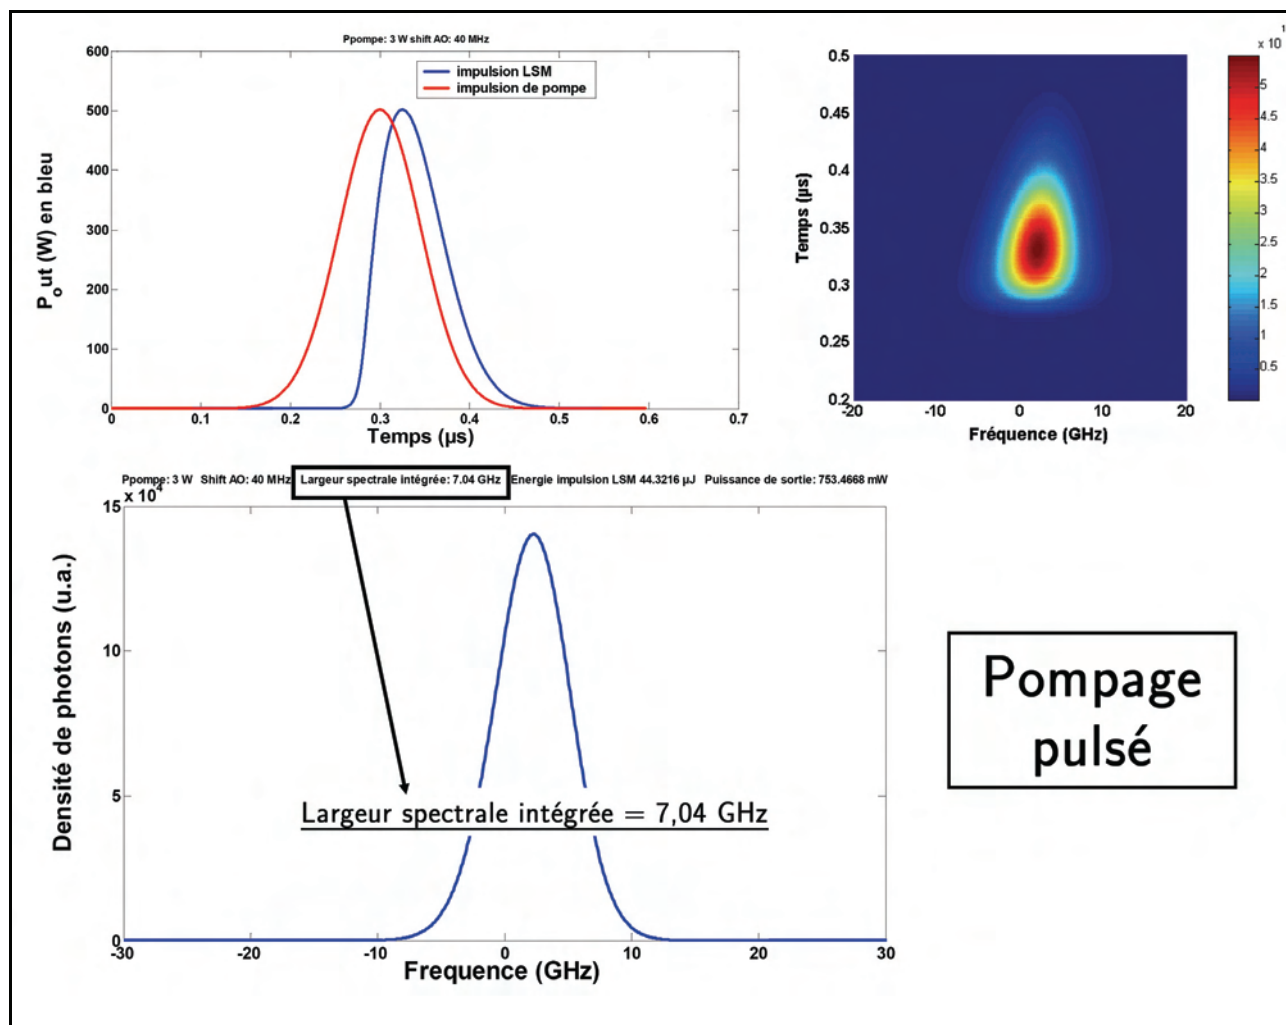 Ppompe: 3 W shift AO: 40 MHz
impulsion LSM
impulsion de pompe
600
500
400
300
200
100
0
P_out (W) en bleu
0 0.1 0.2 0.3 0.4 0.5 0.6 0.7
Temps (µs)
0.5
0.45
0.4
0.35
0.3
0.25
0.2
Temps (µs)
-20 -10 0 10 20
Fréquence (GHz)
x 10
5
4.5
4
3.5
3
2.5
2
1.5
1
0.5
Ppompe: 3 W Shift AO: 40 MHz Largeur spectrale intégrée: 7.04 GHz Energie impulsion LSM 44.3216 µJ Puissance de sortie: 753.4668 mW
x 10⁴
15
10
5
0
Densité de photons (u.a.)
Largeur spectrale intégrée = 7,04 GHz
-30 -20 -10 0 10 20 30
Frequence (GHz)
Pompage
pulsé